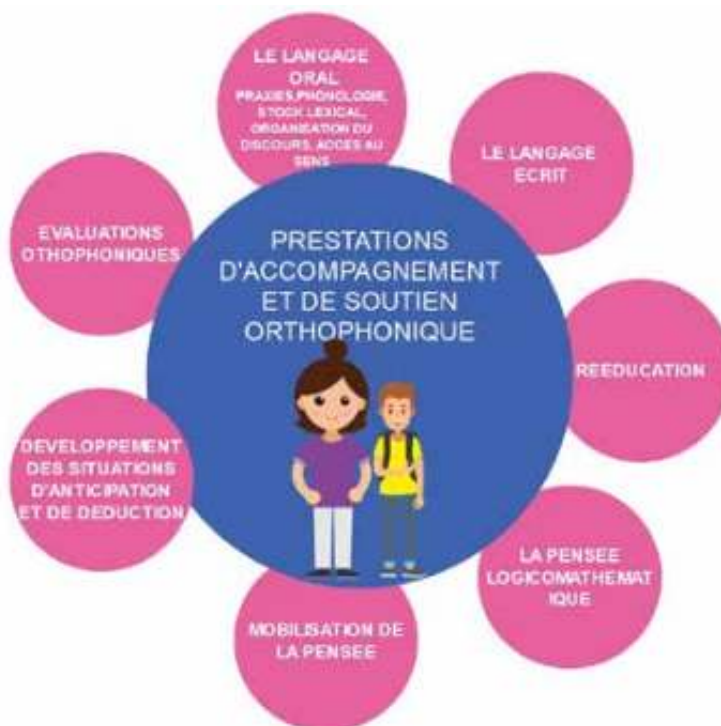 LE LANGAGE
ORAL
PRAXIES,PHONOLOGIE,
STOCK LEXICAL,
ORGANISATION DU
DISCOURS, ACCES AU
SENS
LE LANGAGE
ECRIT
EVALUATIONS
OTHOPHONIQUES
PRESTATIONS
D'ACCOMPAGNEMENT
ET DE SOUTIEN
ORTHOPHONIQUE
REEDUCATION
DEVELOPPEMENT
DES SITUATIONS
D'ANTICIPATION
ET DE DEDUCTION
LA PENSEE
LOGICOMATHEMAT
IQUE
MOBILISATION DE
LA PENSEE